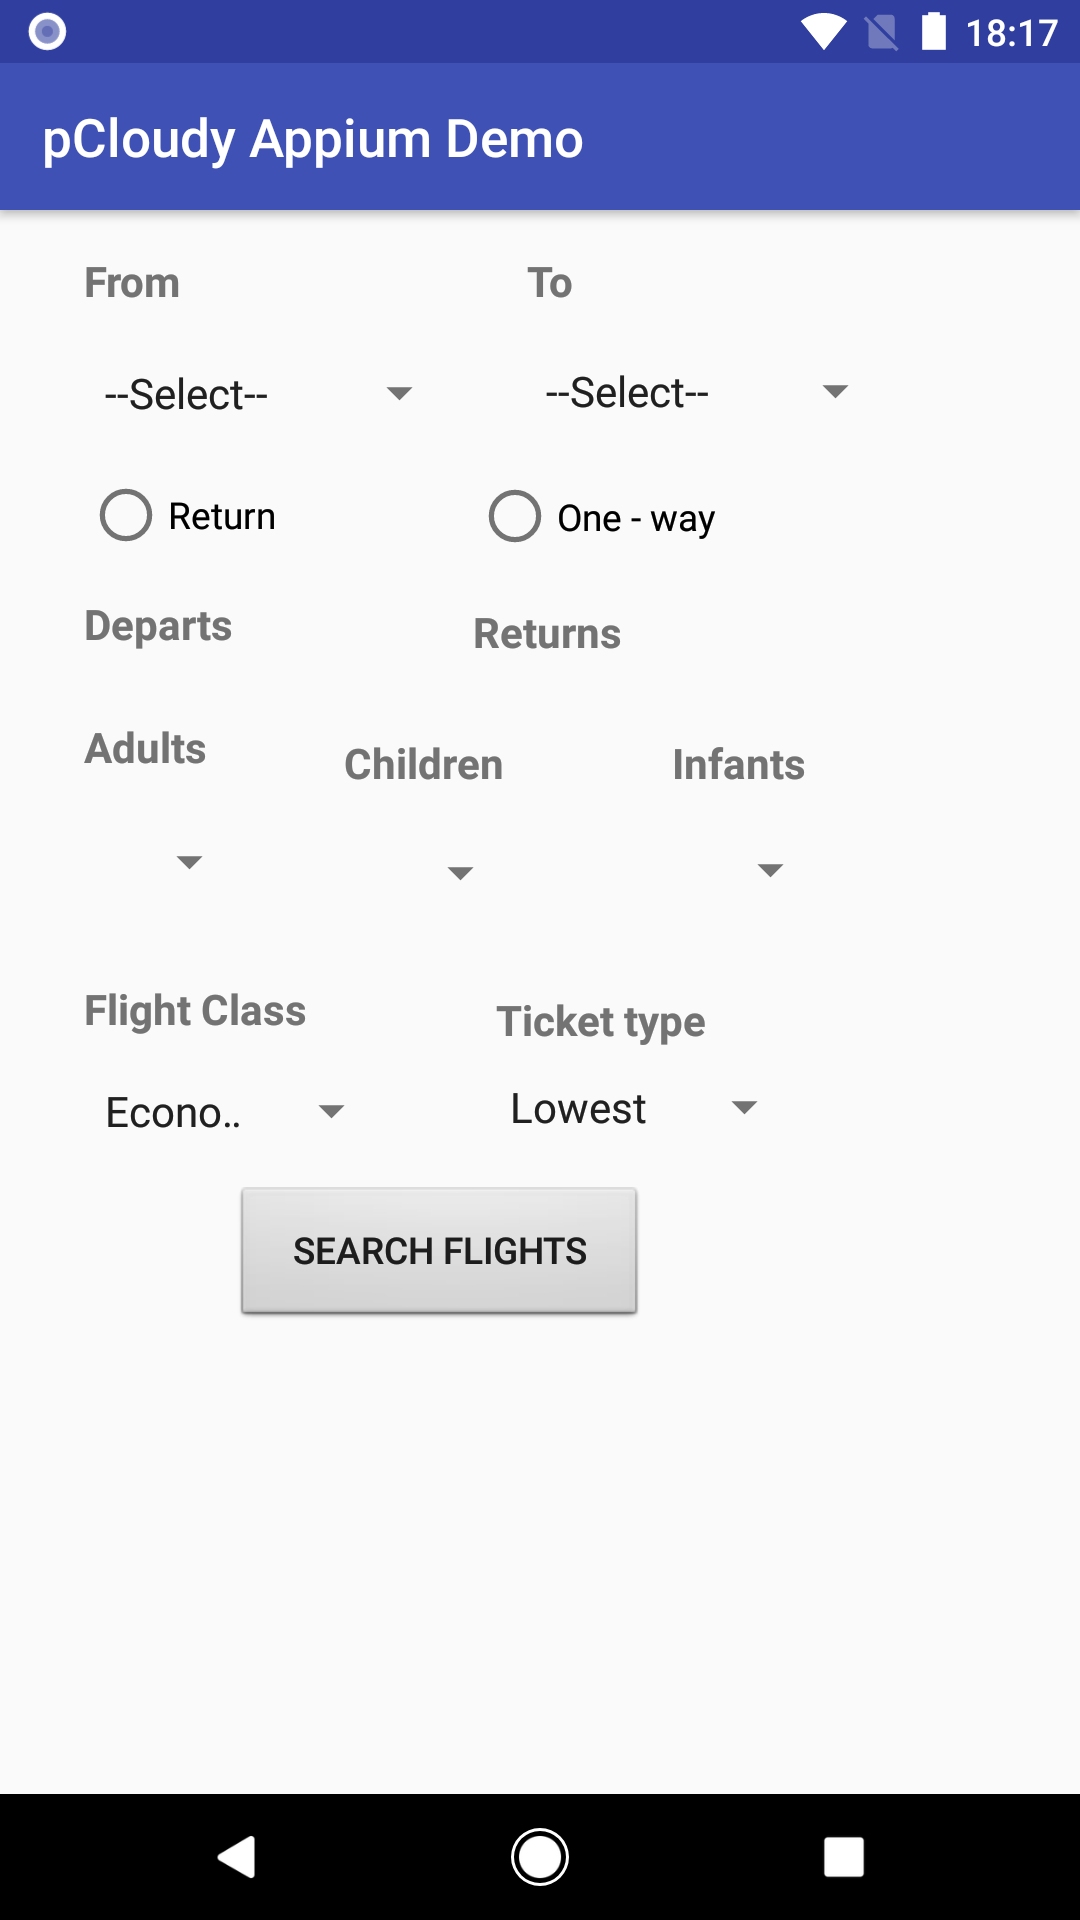 18:17
pCloudy Appium Demo
From To
--Select-- --Select--
Return One - way
Departs Returns
Adults Children Infants
Flight Class Ticket type
Econo.. Lowest
SEARCH FLIGHTS